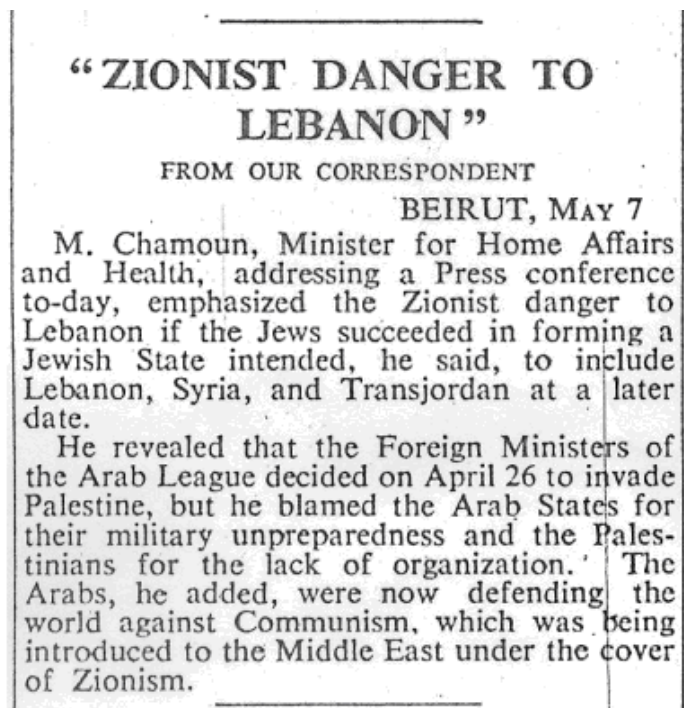 “ZIONIST DANGER TO
LEBANON”
FROM OUR CORRESPONDENT
BEIRUT, MAY 7
M. Chamoun, Minister for Home Affairs
and Health, addressing a Press conference
to-day, emphasized the Zionist danger to
Lebanon if the Jews succeeded in forming a
Jewish State intended, he said, to include
Lebanon, Syria, and Transjordan at a later
date.
He revealed that the Foreign Ministers of
the Arab League decided on April 26 to invade
Palestine, but he blamed the Arab States for
their military unpreparedness and the Pales-
tinians for the lack of organization. The
Arabs, he added, were now defending the
world against Communism, which was being
introduced to the Middle East under the cover
of Zionism.